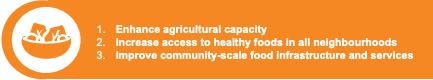 1. Enhance agricultural capacity
2. Increase access to healthy foods in all neighbourhoods
3. Improve community-scale food infrastructure and services